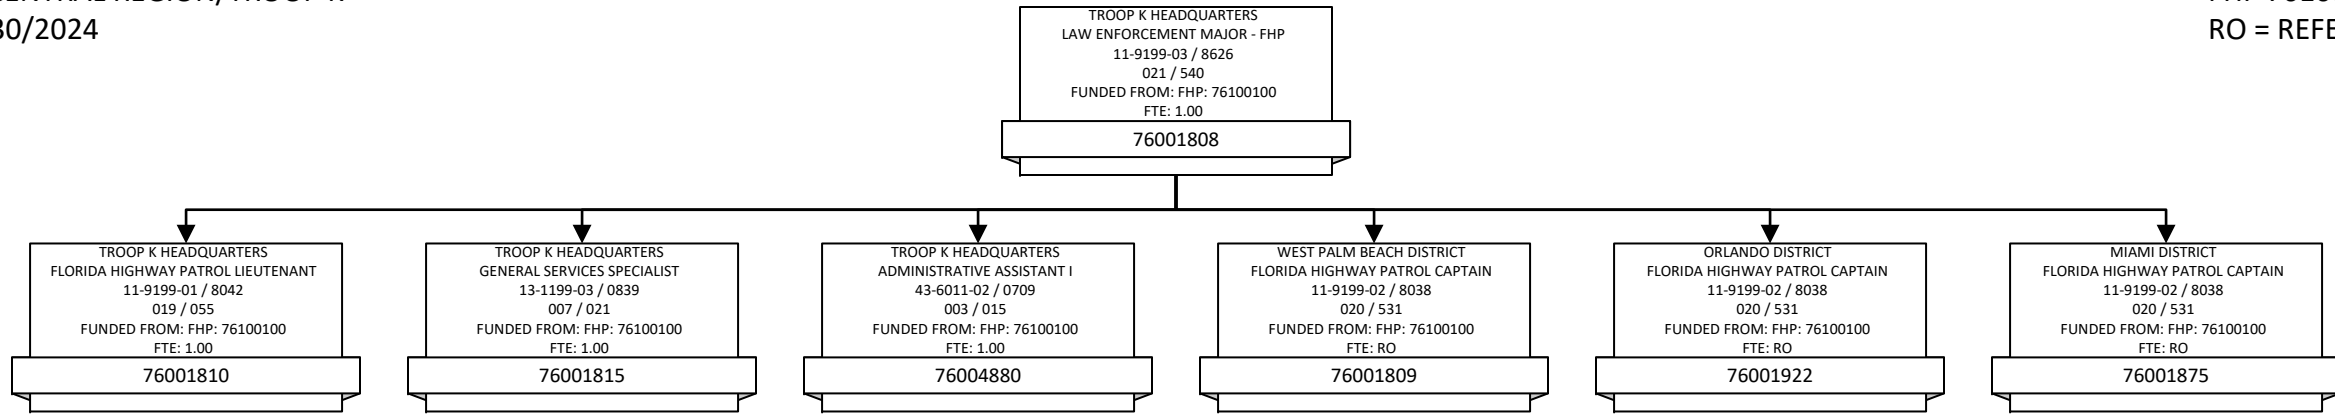 30/2024
RO = REFE
TROOP K HEADQUARTERS
LAW ENFORCEMENT MAJOR - FHP
11-9199-03 / 8626
021 / 540
FUNDED FROM: FHP: 76100100
FTE: 1.00
76001808
TROOP K HEADQUARTERS
FLORIDA HIGHWAY PATROL LIEUTENANT
11-9199-01 / 8042
019 / 055
FUNDED FROM: FHP: 76100100
FTE: 1.00
76001810
TROOP K HEADQUARTERS
GENERAL SERVICES SPECIALIST
13-1199-03 / 0839
007 / 021
FUNDED FROM: FHP: 76100100
FTE: 1.00
76001815
TROOP K HEADQUARTERS
ADMINISTRATIVE ASSISTANT I
43-6011-02 / 0709
003 / 015
FUNDED FROM: FHP: 76100100
FTE: 1.00
76004880
WEST PALM BEACH DISTRICT
FLORIDA HIGHWAY PATROL CAPTAIN
11-9199-02 / 8038
020 / 531
FUNDED FROM: FHP: 76100100
FTE: RO
76001809
ORLANDO DISTRICT
FLORIDA HIGHWAY PATROL CAPTAIN
11-9199-02 / 8038
020 / 531
FUNDED FROM: FHP: 76100100
FTE: RO
76001922
MIAMI DISTRICT
FLORIDA HIGHWAY PATROL CAPTAIN
11-9199-02 / 8038
020 / 531
FUNDED FROM: FHP: 76100100
FTE: RO
76001875